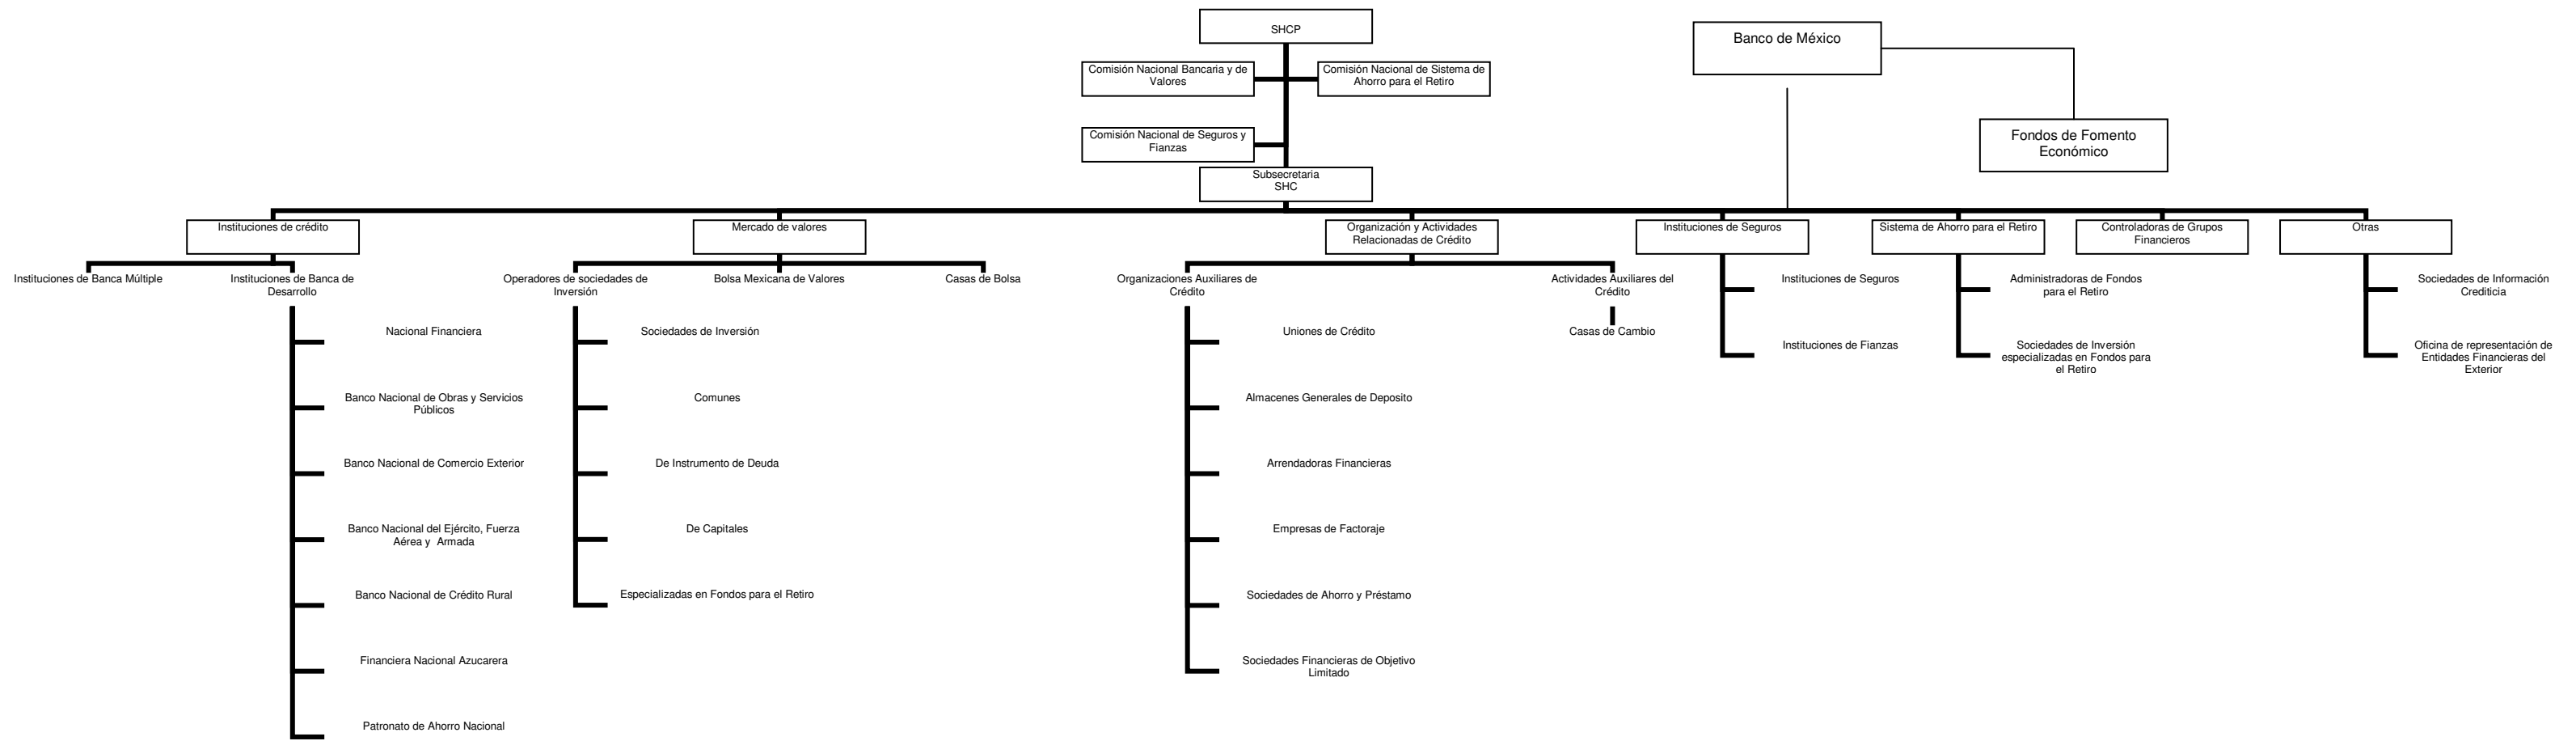 SHCP
Banco de México
Comisión Nacional Bancaria y de
Valores
Comisión Nacional de Sistema de
Ahorro para el Retiro
Comisión Nacional de Seguros y
Fianzas
Fondos de Fomento
Económico
Subsecretaria
SHC
Instituciones de crédito
Mercado de valores
Organización y Actividades
Relacionadas de Crédito
Instituciones de Seguros
Sistema de Ahorro para el Retiro
Controladoras de Grupos
Financieros
Otras
Instituciones de Banca Múltiple
Instituciones de Banca de
Desarrollo
Operadores de sociedades de
Inversión
Bolsa Mexicana de Valores
Casas de Bolsa
Organizaciones Auxiliares de
Crédito
Actividades Auxiliares del
Crédito
Instituciones de Seguros
Administradoras de Fondos
para el Retiro
Sociedades de Información
Crediticia
Nacional Financiera
Sociedades de Inversión
Uniones de Crédito
Casas de Cambio
Instituciones de Fianzas
Sociedades de Inversión
especializadas en Fondos para
el Retiro
Oficina de representación de
Entidades Financieras del
Exterior
Banco Nacional de Obras y Servicios
Públicos
Comunes
Almacenes Generales de Deposito
Banco Nacional de Comercio Exterior
De Instrumento de Deuda
Arrendadoras Financieras
Banco Nacional del Ejército, Fuerza
Aérea y  Armada
De Capitales
Empresas de Factoraje
Banco Nacional de Crédito Rural
Especializadas en Fondos para el Retiro
Sociedades de Ahorro y Préstamo
Financiera Nacional Azucarera
Sociedades Financieras de Objetivo
Limitado
Patronato de Ahorro Nacional